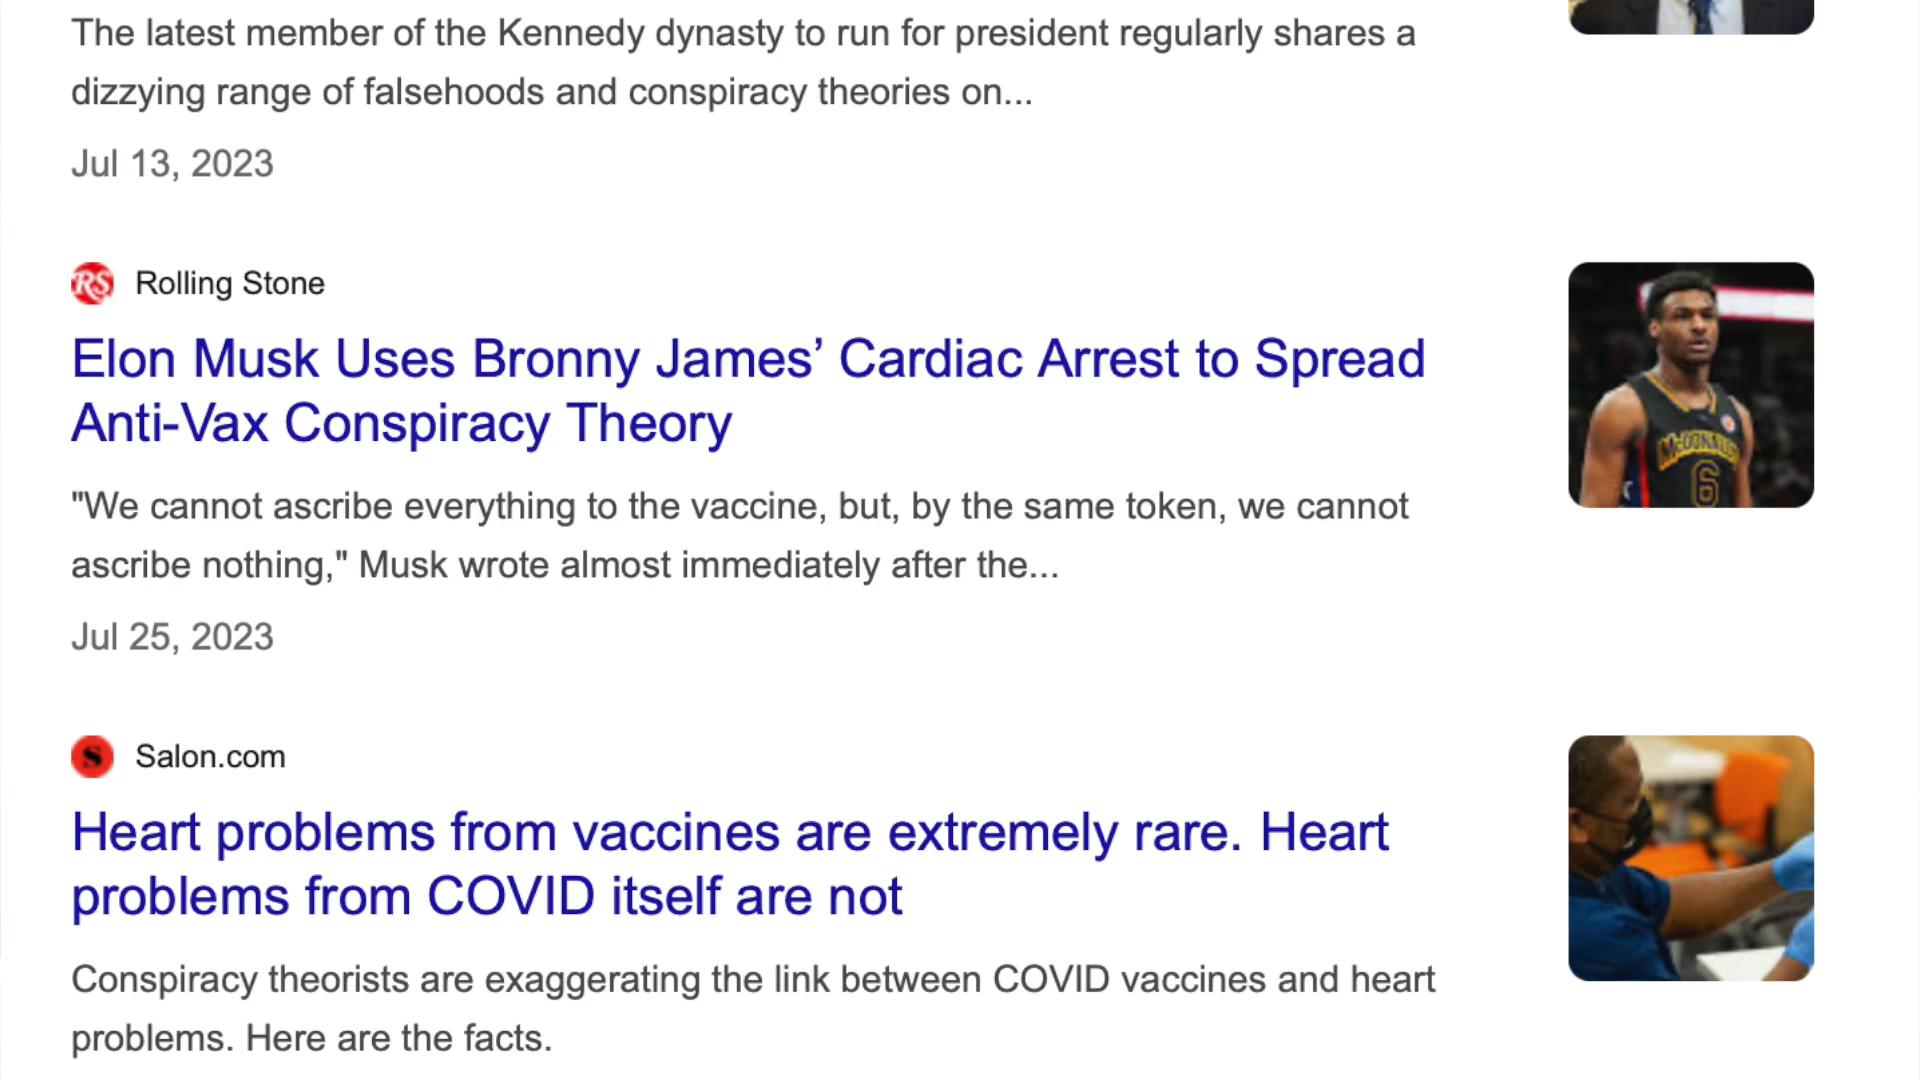 The latest member of the Kennedy dynasty to run for president regularly shares a
dizzying range of falsehoods and conspiracy theories on...
Jul 13, 2023
RS Rolling Stone
Elon Musk Uses Bronny James’ Cardiac Arrest to Spread
Anti-Vax Conspiracy Theory
"We cannot ascribe everything to the vaccine, but, by the same token, we cannot
ascribe nothing," Musk wrote almost immediately after the...
Jul 25, 2023
McDONALD'S
6
S Salon.com
Heart problems from vaccines are extremely rare. Heart
problems from COVID itself are not
Conspiracy theorists are exaggerating the link between COVID vaccines and heart
problems. Here are the facts.